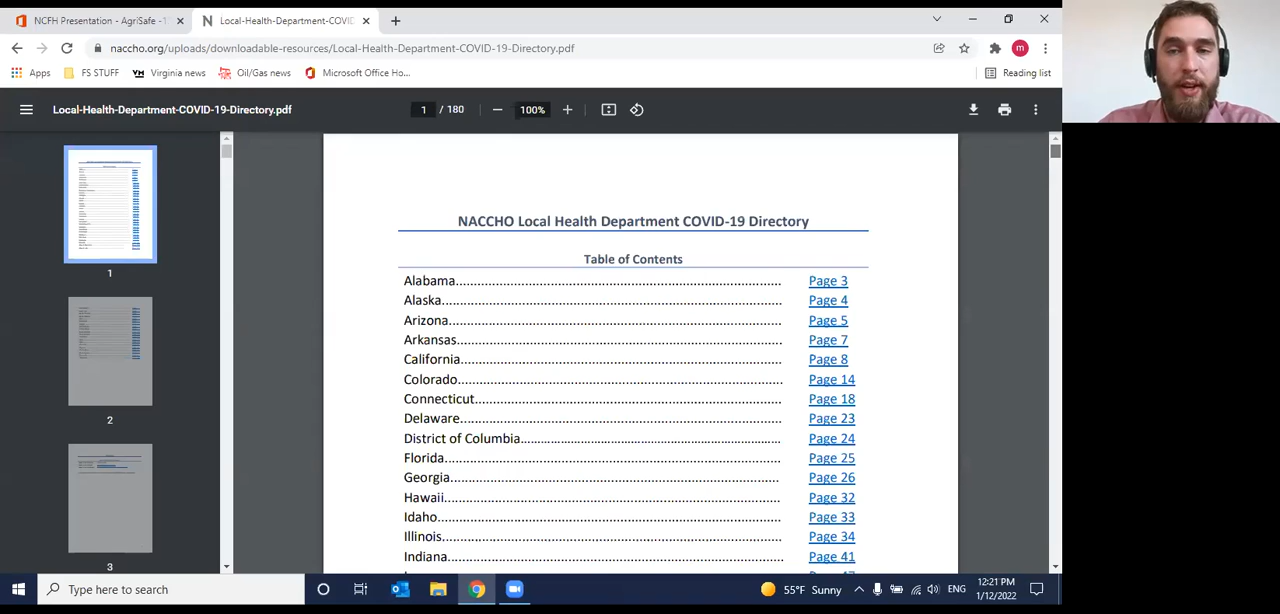 NCFH Presentation - AgriSafe -
Local-Health-Department-COVID
naccho.org/uploads/downloadable-resources/Local-Health-Department-COVID-19-Directory.pdf
m
Apps
FS STUFF
VH Virginia news
Oil/Gas news
Microsoft Office Ho...
Reading list
Local-Health-Department-COVID-19-Directory.pdf
1 / 180
100%
NACCHO Local Health Department COVID-19 Directory
Table of Contents
Alabama Page 3
Alaska Page 4
Arizona Page 5
Arkansas Page 7
California Page 8
Colorado Page 14
Connecticut Page 18
Delaware Page 23
District of Columbia Page 24
Florida Page 25
Georgia Page 26
Hawaii Page 32
Idaho Page 33
Illinois Page 34
Indiana Page 41
1
2
3
Type here to search
55°F Sunny
ENG
12:21 PM
1/12/2022